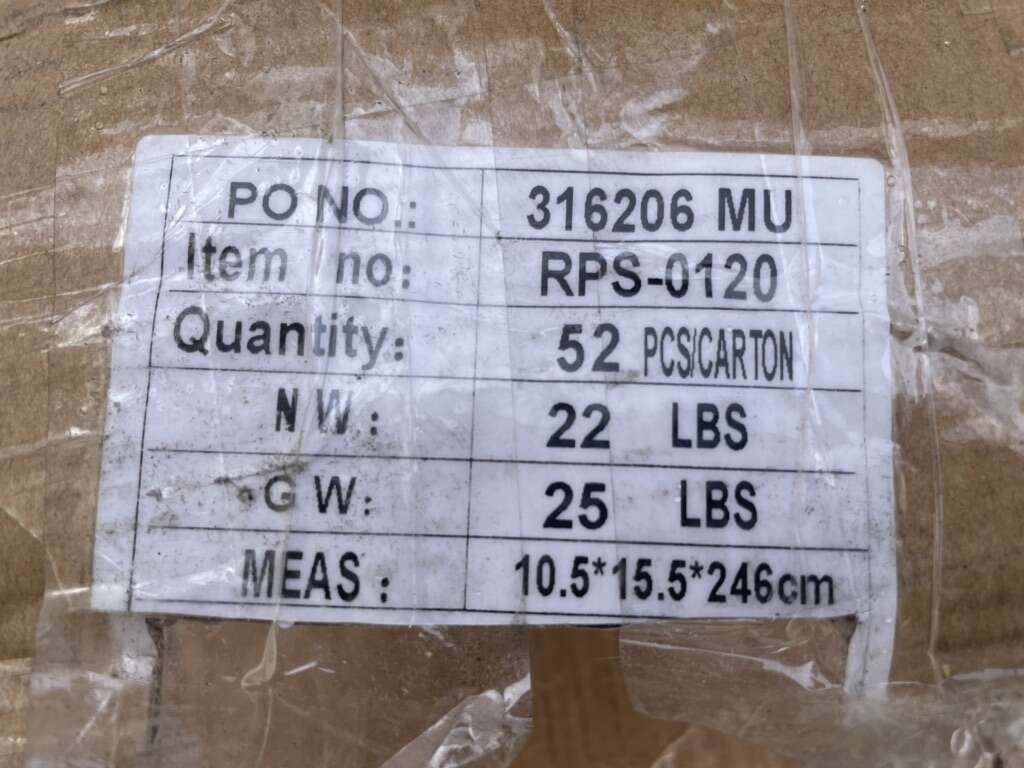 PO NO.: 316206 MU
Item no: RPS-0120
Quantity: 52 PCS/CARTON
N W: 22 LBS
G W: 25 LBS
MEAS: 10.5*15.5*246cm